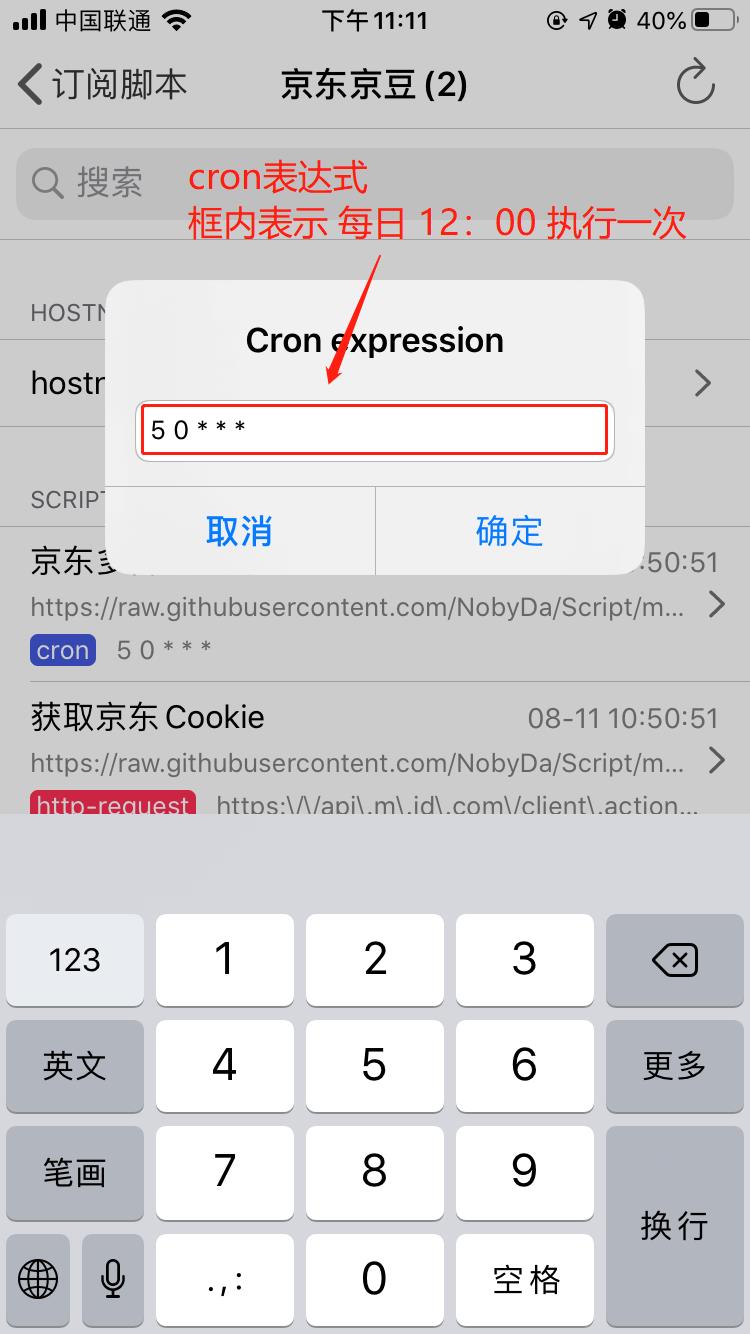 中国联通 下午 11:11 40%
订阅脚本 京东京豆 (2)
搜索
cron表达式
框内表示 每日 12：00 执行一次
HOSTN
hostn
Cron expression
5 0 * * *
取消 确定
SCRIPT
京东多 :50:51
https://raw.githubusercontent.com/NobyDa/Script/m...
cron 5 0 * * *
获取京东 Cookie 08-11 10:50:51
https://raw.githubusercontent.com/NobyDa/Script/m...
http-request https:\/\/api\.m\.jd\.com\/client\.action...
123 1 2 3
英文 4 5 6 更多
笔画 7 8 9 换行
.,: 0 空格